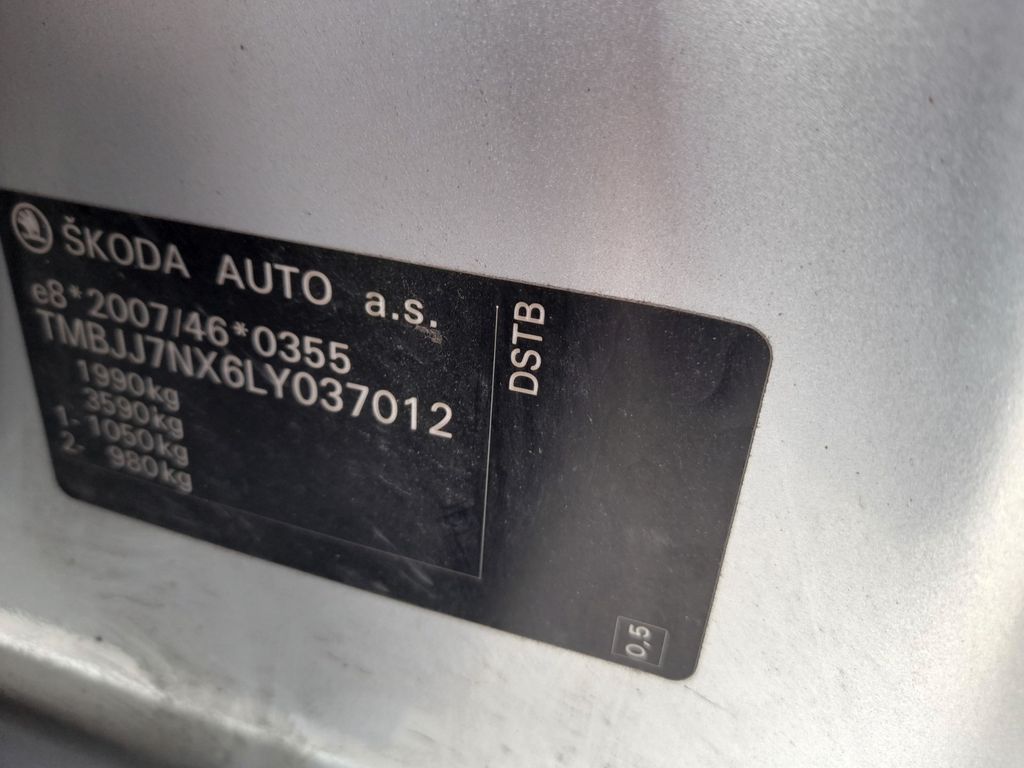 ŠKODA AUTO a.s.
e8*2007/46*0355
TMBJJ7NX6LY037012
1990kg
3590kg
1- 1050kg
2- 980kg
DSTB
0,5